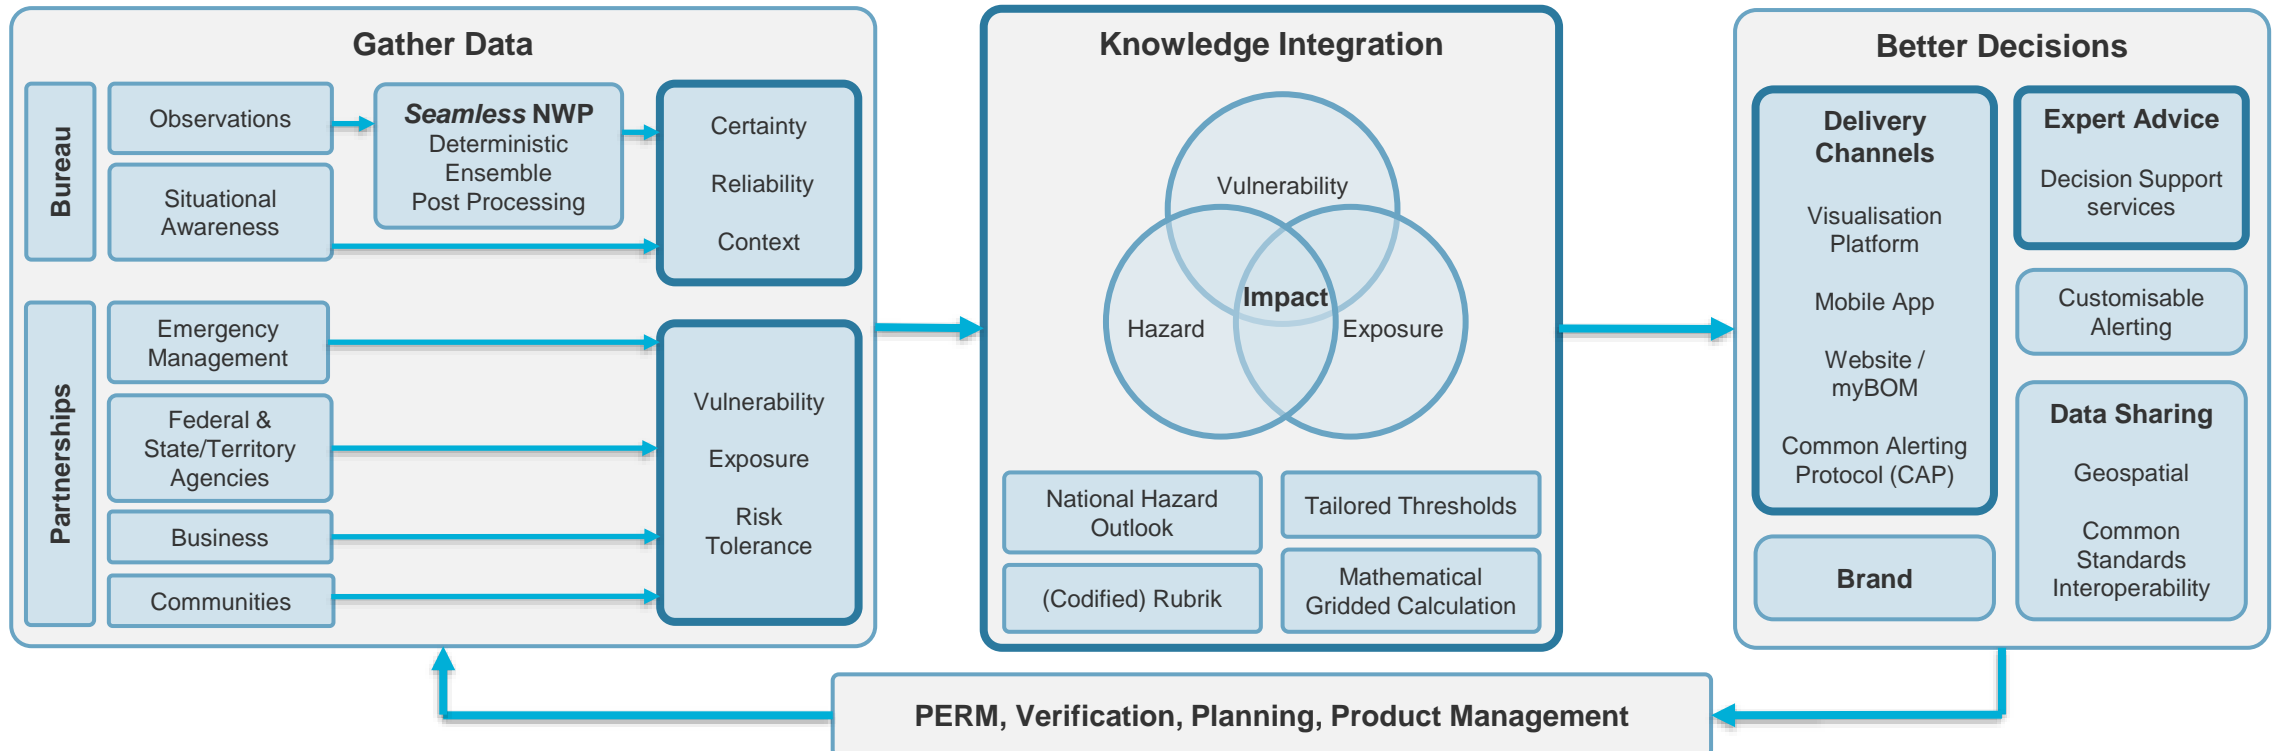 Gather Data
Bureau
Observations
Situational
Awareness
Seamless NWP
Deterministic
Ensemble
Post Processing
Certainty
Reliability
Context
Partnerships
Emergency
Management
Federal &
State/Territory
Agencies
Business
Communities
Vulnerability
Exposure
Risk
Tolerance
Knowledge Integration
Vulnerability
Impact
Hazard
Exposure
National Hazard
Outlook
Tailored Thresholds
(Codified) Rubrik
Mathematical
Gridded Calculation
Better Decisions
Delivery
Channels
Visualisation
Platform
Mobile App
Website /
myBOM
Common Alerting
Protocol (CAP)
Brand
Expert Advice
Decision Support
services
Customisable
Alerting
Data Sharing
Geospatial
Common
Standards
Interoperability
PERM, Verification, Planning, Product Management